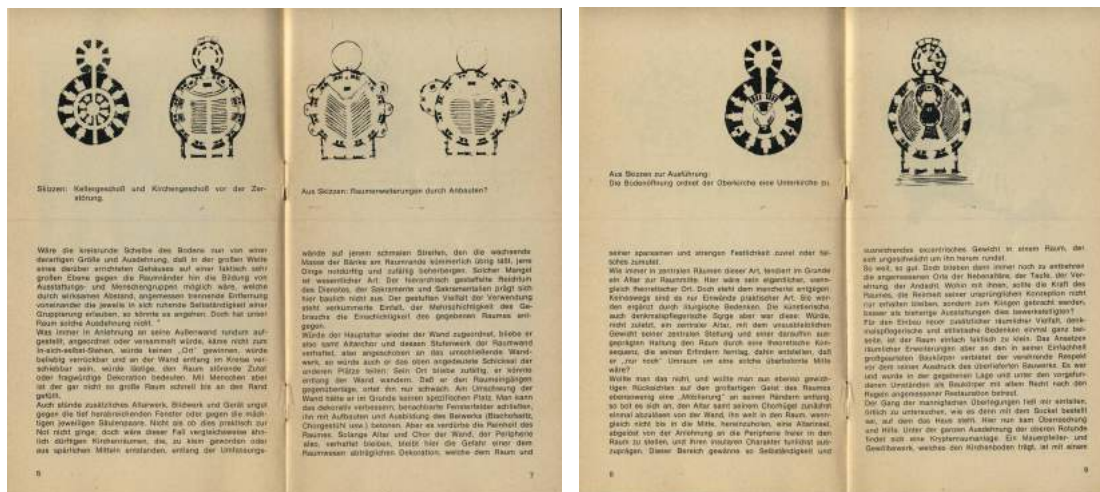 Skizzen: Kellergeschoß und Kirchengeschoß vor der Zer-
störung.
Wäre die kreisrunde Scheibe des Bodens nun von einer
derartigen Größe und Ausdehnung, daß in der großen Weite
eines darüber errichteten Gehäuses auf einer faktisch sehr
großen Ebene gegen die Raumränder hin die Bildung von
Ausstattungs- und Menschengruppen möglich wäre, welche
durch wirksamen Abstand, angemessen trennende Entfernung
voneinander die jeweils in sich ruhende Selbständigkeit einer
Gruppierung erlauben, so könnte es angehen. Doch hat unser
Raum solche Ausdehnung nicht.
Was immer in Anlehnung an seine Außenwand rundum auf-
gestellt, angeordnet oder versammelt würde, käme nicht zum
In-sich-selbst-Stehen, würde keinen „Ort“ gewinnen, würde
beliebig verrückbar und an der Wand entlang im Kreise ver-
schiebbar sein, würde lästige, den Raum störende Zutat
oder fragwürdige Dekoration bedeuten. Mit Menschen aber
ist der gar nicht so große Raum schnell bis an den Rand
gefüllt.
Auch stünde zusätzliches Altarwerk, Bildwerk und Gerät ungut
gegen die tief herabreichenden Fenster oder gegen die mäch-
tigen jeweiligen Säulenpaare. Nicht als ob dies praktisch zur
Not nicht ginge; doch wäre dieser Fall vergleichsweise ähn-
lich dürftigen Kirchenräumen, die, zu klein geworden oder
aus spärlichen Mitteln entstanden, entlang der Umfassungs-
6
Aus Skizzen: Raumerweiterungen durch Anbauten?
wände auf jenem schmalen Streifen, den die wachsende
Masse der Bänke am Raumrande kümmerlich übrig läßt, jene
Dinge notdürftig und zufällig beherbergen. Solcher Mangel
ist wesentlicher Art. Der hierarchisch gestaffelte Reichtum
des Dienstes, der Sakramente und Sakramentalien prägt sich
hier baulich nicht aus. Der gestuften Vielfalt der Verwendung
steht verkümmerte Einfalt, der Mehrschichtigkeit des Ge-
brauchs die Einschichtigkeit des gegebenen Raumes ent-
gegen.
Würde der Hauptaltar wieder der Wand zugeordnet, bliebe er
also samt Altarchor und dessen Stufenwerk der Raumwand
verhaftet, also angeschoben an das umschließende Wand-
werk, so würde auch er das oben angedeutete Schicksal der
anderen Plätze teilen: Sein Ort bliebe zufällig, er könnte
entlang der Wand wandern. Daß er den Raumeingängen
gegenüberläge, ortet ihn nur schwach. Am Umschwung der
Wand hätte er im Grunde keinen spezifischen Platz. Man kann
das dekorativ verbessern, benachbarte Fensterbänder schließen,
ihn mit Aufbauten und Ausbildung des Beiwerks (Blachstaets,
Chorgestühl usw.) betonen. Aber es verdürbe die Reinheit des
Raumes. Solange Altar und Chor der Wand, der Peripherie
also, verhaftet blieben, bleibt hier die Gefahr einer dem
Raumwesen abträglichen Dekoration, welche dem Raum und
7
Aus Skizzen zur Ausführung:
Die Bodenöffnung ordnet der Oberkirche eine Unterkirche zu.
seiner sparsamen und strengen Festlichkeit zuviel oder fal-
sches zumutet.
Wie immer in zentralen Räumen dieser Art, tendiert im Grunde
ein Altar zur Raummitte. Hier wäre sein eigentlicher, wenn-
gleich theoretischer Ort. Doch steht dem mancherlei entgegen.
Keineswegs sind es nur Einwände praktischer Art. Sie wer-
den ergänzt durch liturgische Bedenken. Die künstlerische,
auch denkmalspflegerische Sorge aber war diese: Würde,
nicht zuletzt, ein zentraler Altar, mit dem unausbleiblichen
Gewicht seiner zentralen Stellung und einer daraufhin aus-
geprägten Haltung den Raum durch eine theoretische Kon-
sequenz, die seinen Erfindern fernlag, dahin entstellen, daß
er „nur noch“ Umraum um eine solche überbetonte Mitte
wäre?
Wollte man das nicht, und wollte man aus ebenso gewich-
tigen Rücksichten auf den großartigen Geist des Raumes
ebensowenig eine „Möblierung“ an seinen Rändern entlang,
so bot es sich an, den Altar samt seinem Chorhügel zunächst
einmal abzulösen von der Wand, ihn weit in den Raum, wenn-
gleich nicht bis in die Mitte, hereinzuholen, eine Altarinsel,
abgelöst von der Anlehnung an die Peripherie frei in den
Raum zu stellen, und ihren insularen Charakter tunlichst aus-
zuprägen. Dieser Bereich gewänne so Selbständigkeit und
8
ausreichendes exzentrisches Gewicht in einem Raum, der
sich ungeschwächt um ihn herum rundet.
So weit, so gut. Doch blieben dann immer noch zu entbehren
die angemessenen Orte der Nebenaltäre, der Taufe, der Ver-
ehrung, der Andacht. Wohin mit ihnen, sollte die Kraft des
Raumes, die Reinheit seiner ursprünglichen Konzeption nicht
nur erhalten bleiben, sondern zum Klingen gebracht werden,
besser als bisherige Ausstattungen dies bewerkstelligten?
Für den Einbau neuer zusätzlicher räumlicher Vielfalt, denk-
malspflegerische und stilistische Bedenken einmal ganz bei-
seite, ist der Raum einfach faktisch zu klein. Das Ansetzen
räumlicher Erweiterungen aber an den in seiner Einfachheit
großgearteten Baukörper verbietet der verehrende Respekt
vor dem reinen Ausdruck des überlieferten Bauwerks. Es war
und wurde in der gegebenen Lage und unter den vorgefun-
denen Umständen als Baukörper mit allem Recht nach den
Regeln angemessener Restauration befreit.
Der Gang der mannigfachen Überlegungen ließ mir einfallen,
örtlich zu untersuchen, wie es denn mit dem Sockel bestellt
sei, auf dem das Haus steht. Hier nun kam Überraschung
und Hilfe. Unter der ganzen Ausdehnung der oberen Rotunde
findet sich eine Kryptenraumanlage. Ein Mauerpfeiler- und
Gewölbewerk, welches den Kirchenboden trägt, ist mit einem
9